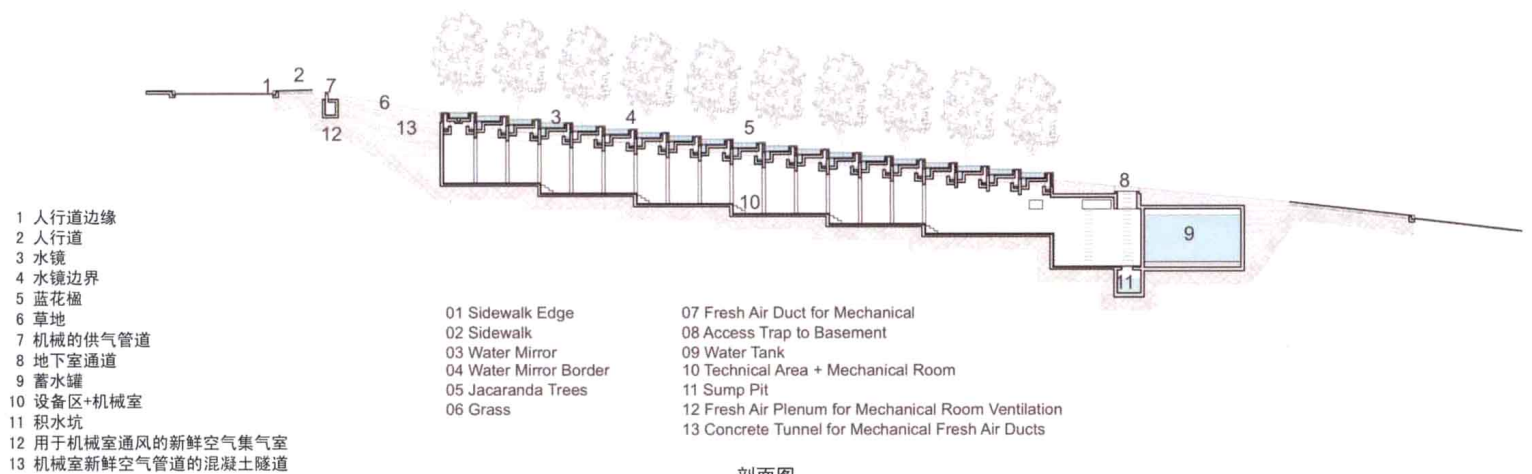 1
2
7
6
12
13
3
4
5
8
10
9
11
1 人行道边缘
2 人行道
3 水镜
4 水镜边界
5 蓝花楹
6 草地
7 机械的供气管道
8 地下室通道
9 蓄水罐
10 设备区+机械室
11 积水坑
12 用于机械室通风的新鲜空气集气室
13 机械室新鲜空气管道的混凝土隧道
01 Sidewalk Edge
02 Sidewalk
03 Water Mirror
04 Water Mirror Border
05 Jacaranda Trees
06 Grass
07 Fresh Air Duct for Mechanical
08 Access Trap to Basement
09 Water Tank
10 Technical Area + Mechanical Room
11 Sump Pit
12 Fresh Air Plenum for Mechanical Room Ventilation
13 Concrete Tunnel for Mechanical Fresh Air Ducts
剖面图